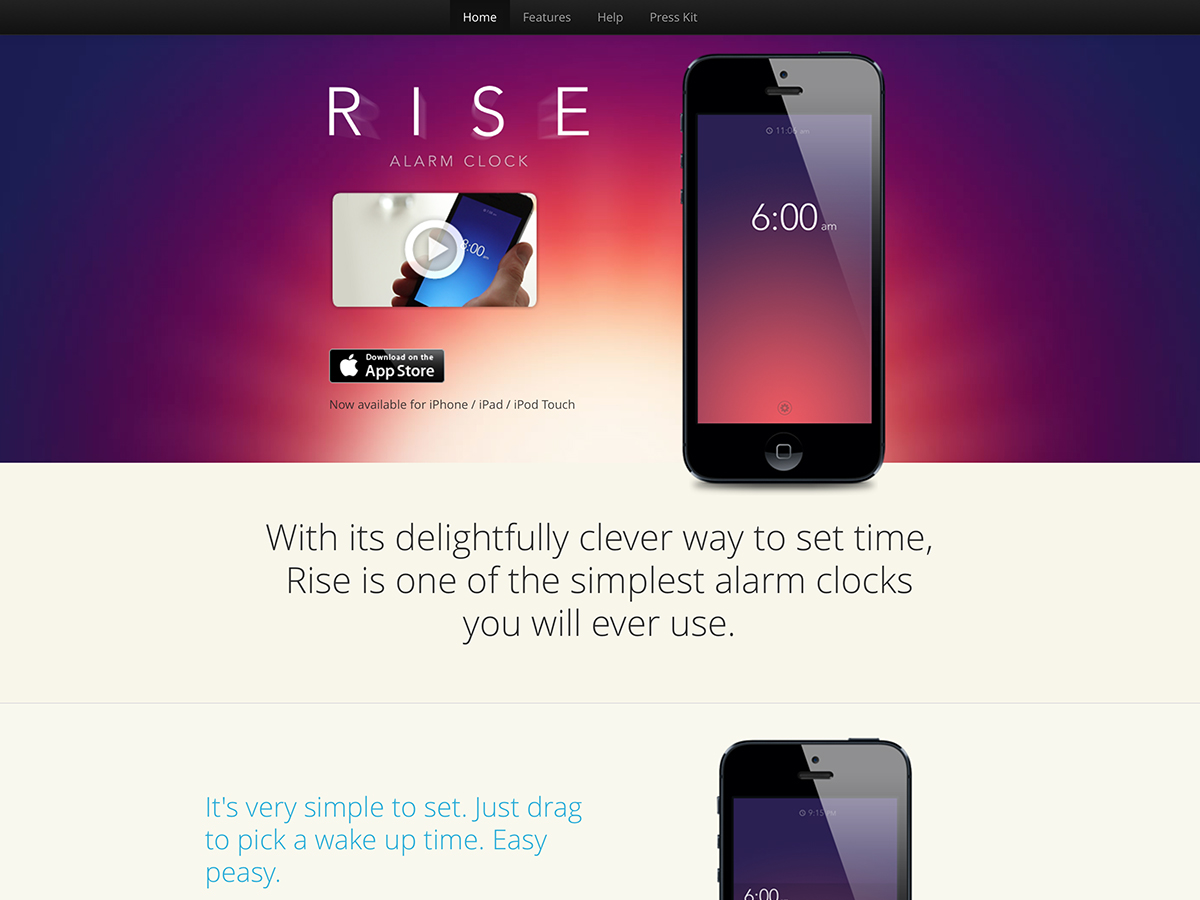 Home Features Help Press Kit
RISE
ALARM CLOCK
11:06 am
6:00 am
8:00
Download on the
App Store
Now available for iPhone / iPad / iPod Touch
With its delightfully clever way to set time,
Rise is one of the simplest alarm clocks
you will ever use.
It's very simple to set. Just drag
to pick a wake up time. Easy
peasy.
9:15 PM
6:00